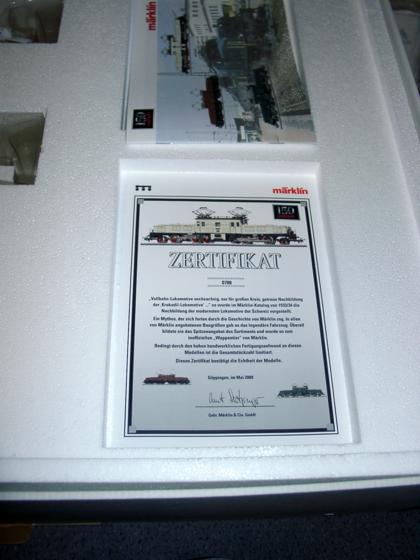 märklin
150
märklin
150
ZERTIFIKAT
0780
„Vollbahn-Lokomotive sechsachsig, nur für großen Kreis, getreue Nachbildung
der ‚Krokodil-Lokomotive‘ ...“ so wurde im Märklin-Katalog von 1933/34 die
Nachbildung der modernsten Lokomotive der Schweiz vorgestellt.
Ein Mythos, der sich fortan durch die Geschichte von Märklin zog. In allen
von Märklin angebotenen Baugrößen gab es das legendäre Fahrzeug. Überall
bildete es das Spitzenangebot des Sortiments und wurde so zum
inoffiziellen „Wappentier“ von Märklin.
Bedingt durch den hohen handwerklichen Fertigungsaufwand an diesen
Modellen ist die Gesamtstückzahl limitiert.
Dieses Zertifikat bestätigt die Echtheit der Modelle.
Göppingen, im Mai 2009
Gebr. Märklin & Cie. GmbH